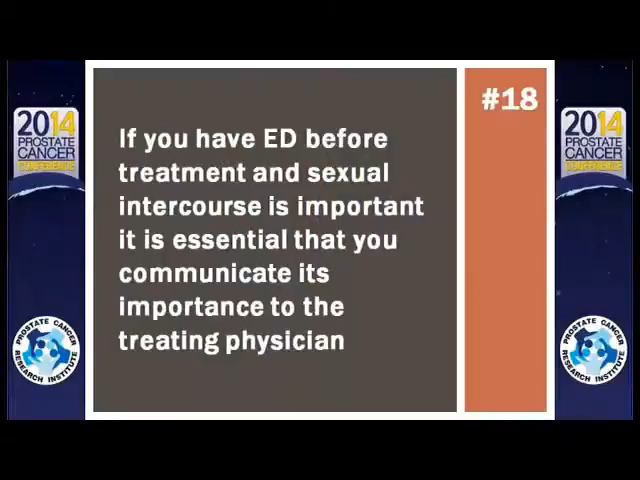 #18
If you have ED before
treatment and sexual
intercourse is important
it is essential that you
communicate its
importance to the
treating physician
2014
PROSTATE
CANCER
CONFERENCE
PROSTATE CANCER
RESEARCH INSTITUTE
2014
PROSTATE
CANCER
CONFERENCE
PROSTATE CANCER
RESEARCH INSTITUTE